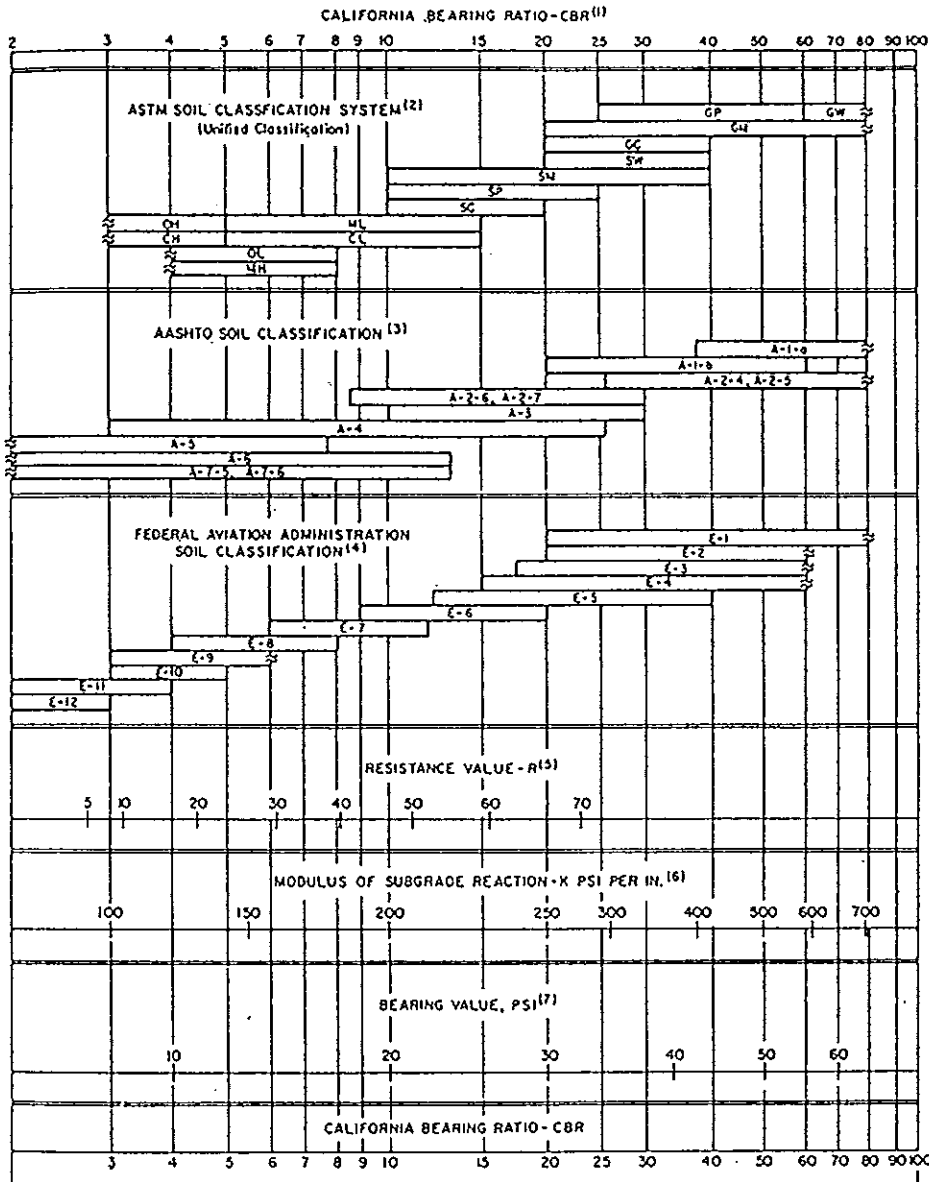 CALIFORNIA BEARING RATIO-CBR(1)
2 3 4 5 6 7 8 9 10 15 20 25 30 40 50 60 70 80 90 100
ASTM SOIL CLASSFICATION SYSTEM(2)
(Unified Classification)
GP GW
GM
GC
SW
SM
SP
SC
CH ML
CH CL
OL
MH
AASHTO SOIL CLASSIFICATION(3)
A-1-a
A-1-b
A-2-4, A-2-5
A-2-6, A-2-7
A-3
A-4
A-5
A-6
A-7-5, A-7-6
FEDERAL AVIATION ADMINISTRATION
SOIL CLASSIFICATION(4)
E-1
E-2
E-3
E-4
E-5
E-6
E-7
E-8
E-9
E-10
E-11
E-12
RESISTANCE VALUE-R(5)
5 10 20 30 40 50 60 70
MODULUS OF SUBGRADE REACTION-K PSI PER IN.(6)
100 150 200 250 300 400 500 600 700
BEARING VALUE, PSI(7)
10 20 30 40 50 60
CALIFORNIA BEARING RATIO-CBR
3 4 5 6 7 8 9 10 15 20 25 30 40 50 60 70 80 90 100